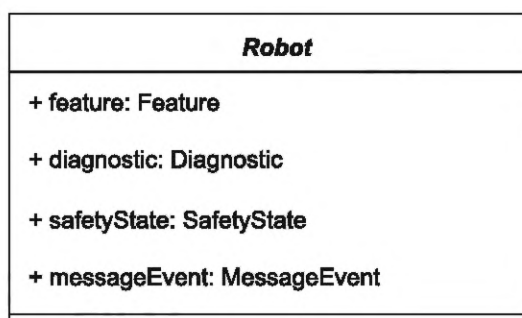 Robot
+ feature: Feature
+ diagnostic: Diagnostic
+ safetyState: SafetyState
+ messageEvent: MessageEvent